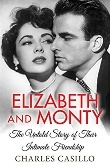 ELIZABETH
AND MONTY
The Untold Story of Their
Intimate Friendship
CHARLES CASILLO